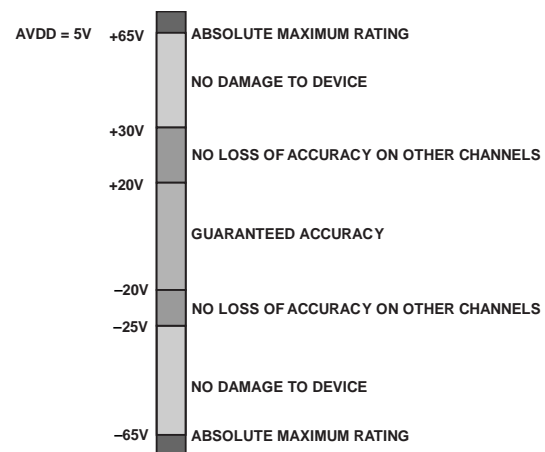 AVDD = 5V +65V ABSOLUTE MAXIMUM RATING
NO DAMAGE TO DEVICE
+30V
NO LOSS OF ACCURACY ON OTHER CHANNELS
+20V
GUARANTEED ACCURACY
–20V
NO LOSS OF ACCURACY ON OTHER CHANNELS
–25V
NO DAMAGE TO DEVICE
–65V ABSOLUTE MAXIMUM RATING